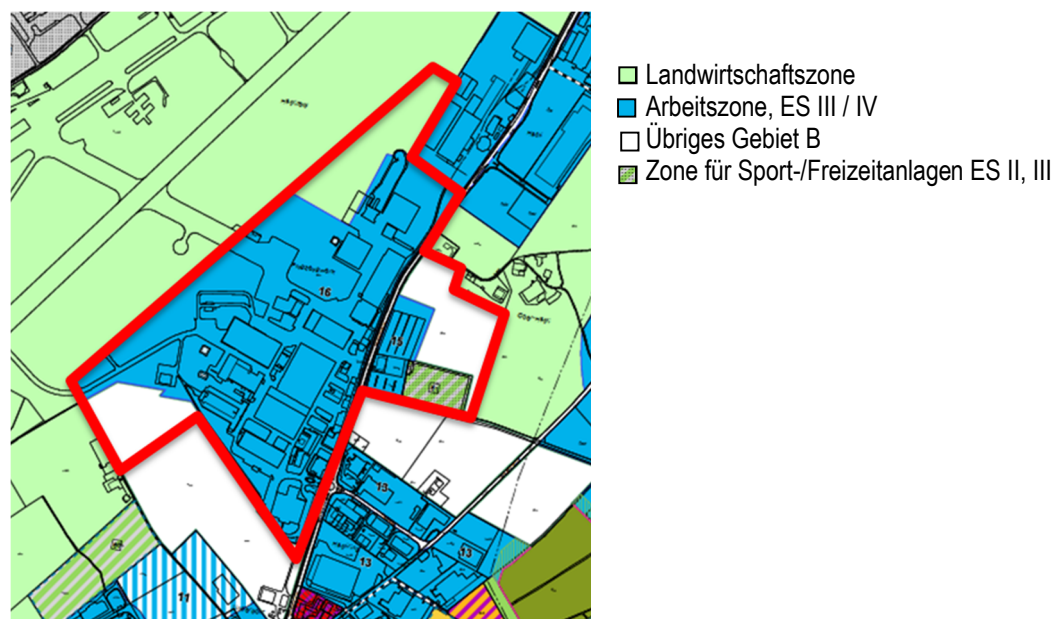 Landwirtschaftszone
Arbeitszone, ES III / IV
Übriges Gebiet B
Zone für Sport-/Freizeitanlagen ES II, III
16
15
13
13
13
11